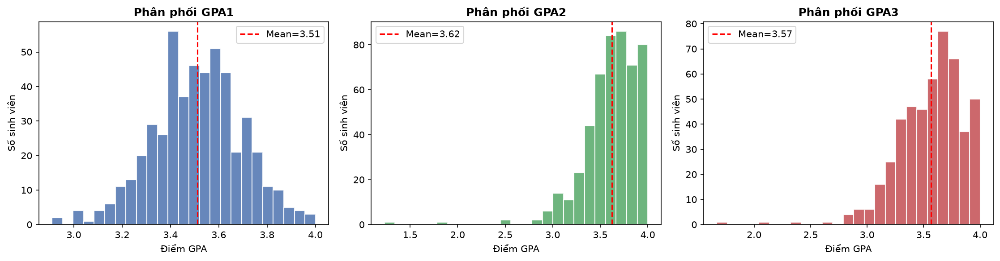 Phân phối GPA1
Mean=3.51
Số sinh viên
50
40
30
20
10
0
3.0 3.2 3.4 3.6 3.8 4.0
Điểm GPA
Phân phối GPA2
Mean=3.62
Số sinh viên
80
60
40
20
0
1.5 2.0 2.5 3.0 3.5 4.0
Điểm GPA
Phân phối GPA3
Mean=3.57
Số sinh viên
80
70
60
50
40
30
20
10
0
2.0 2.5 3.0 3.5 4.0
Điểm GPA